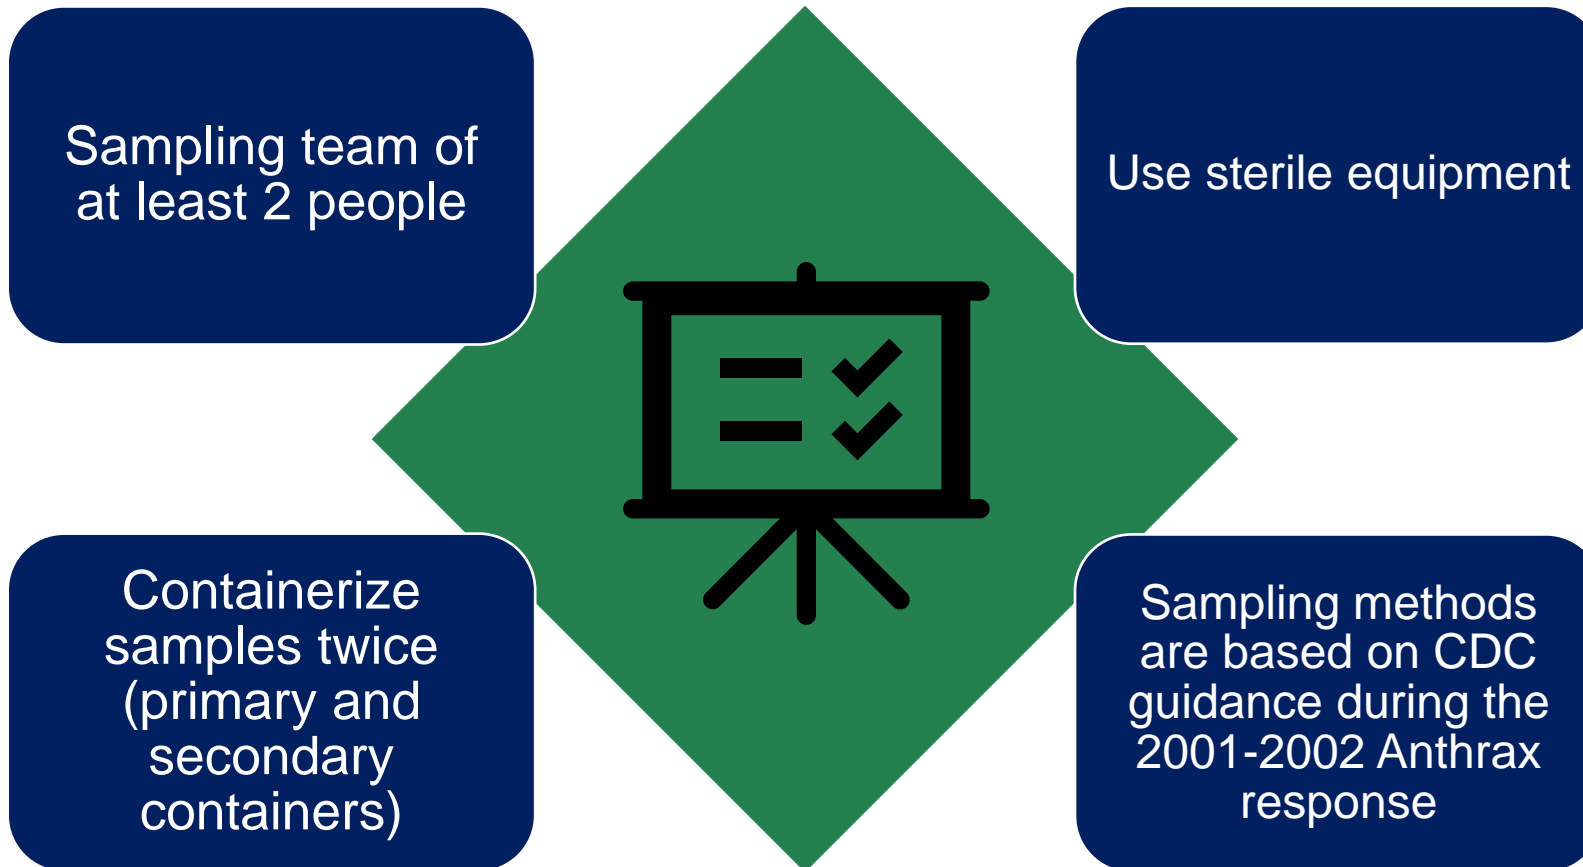 Sampling team of
at least 2 people
Use sterile equipment
Containerize
samples twice
(primary and
secondary
containers)
Sampling methods
are based on CDC
guidance during the
2001-2002 Anthrax
response